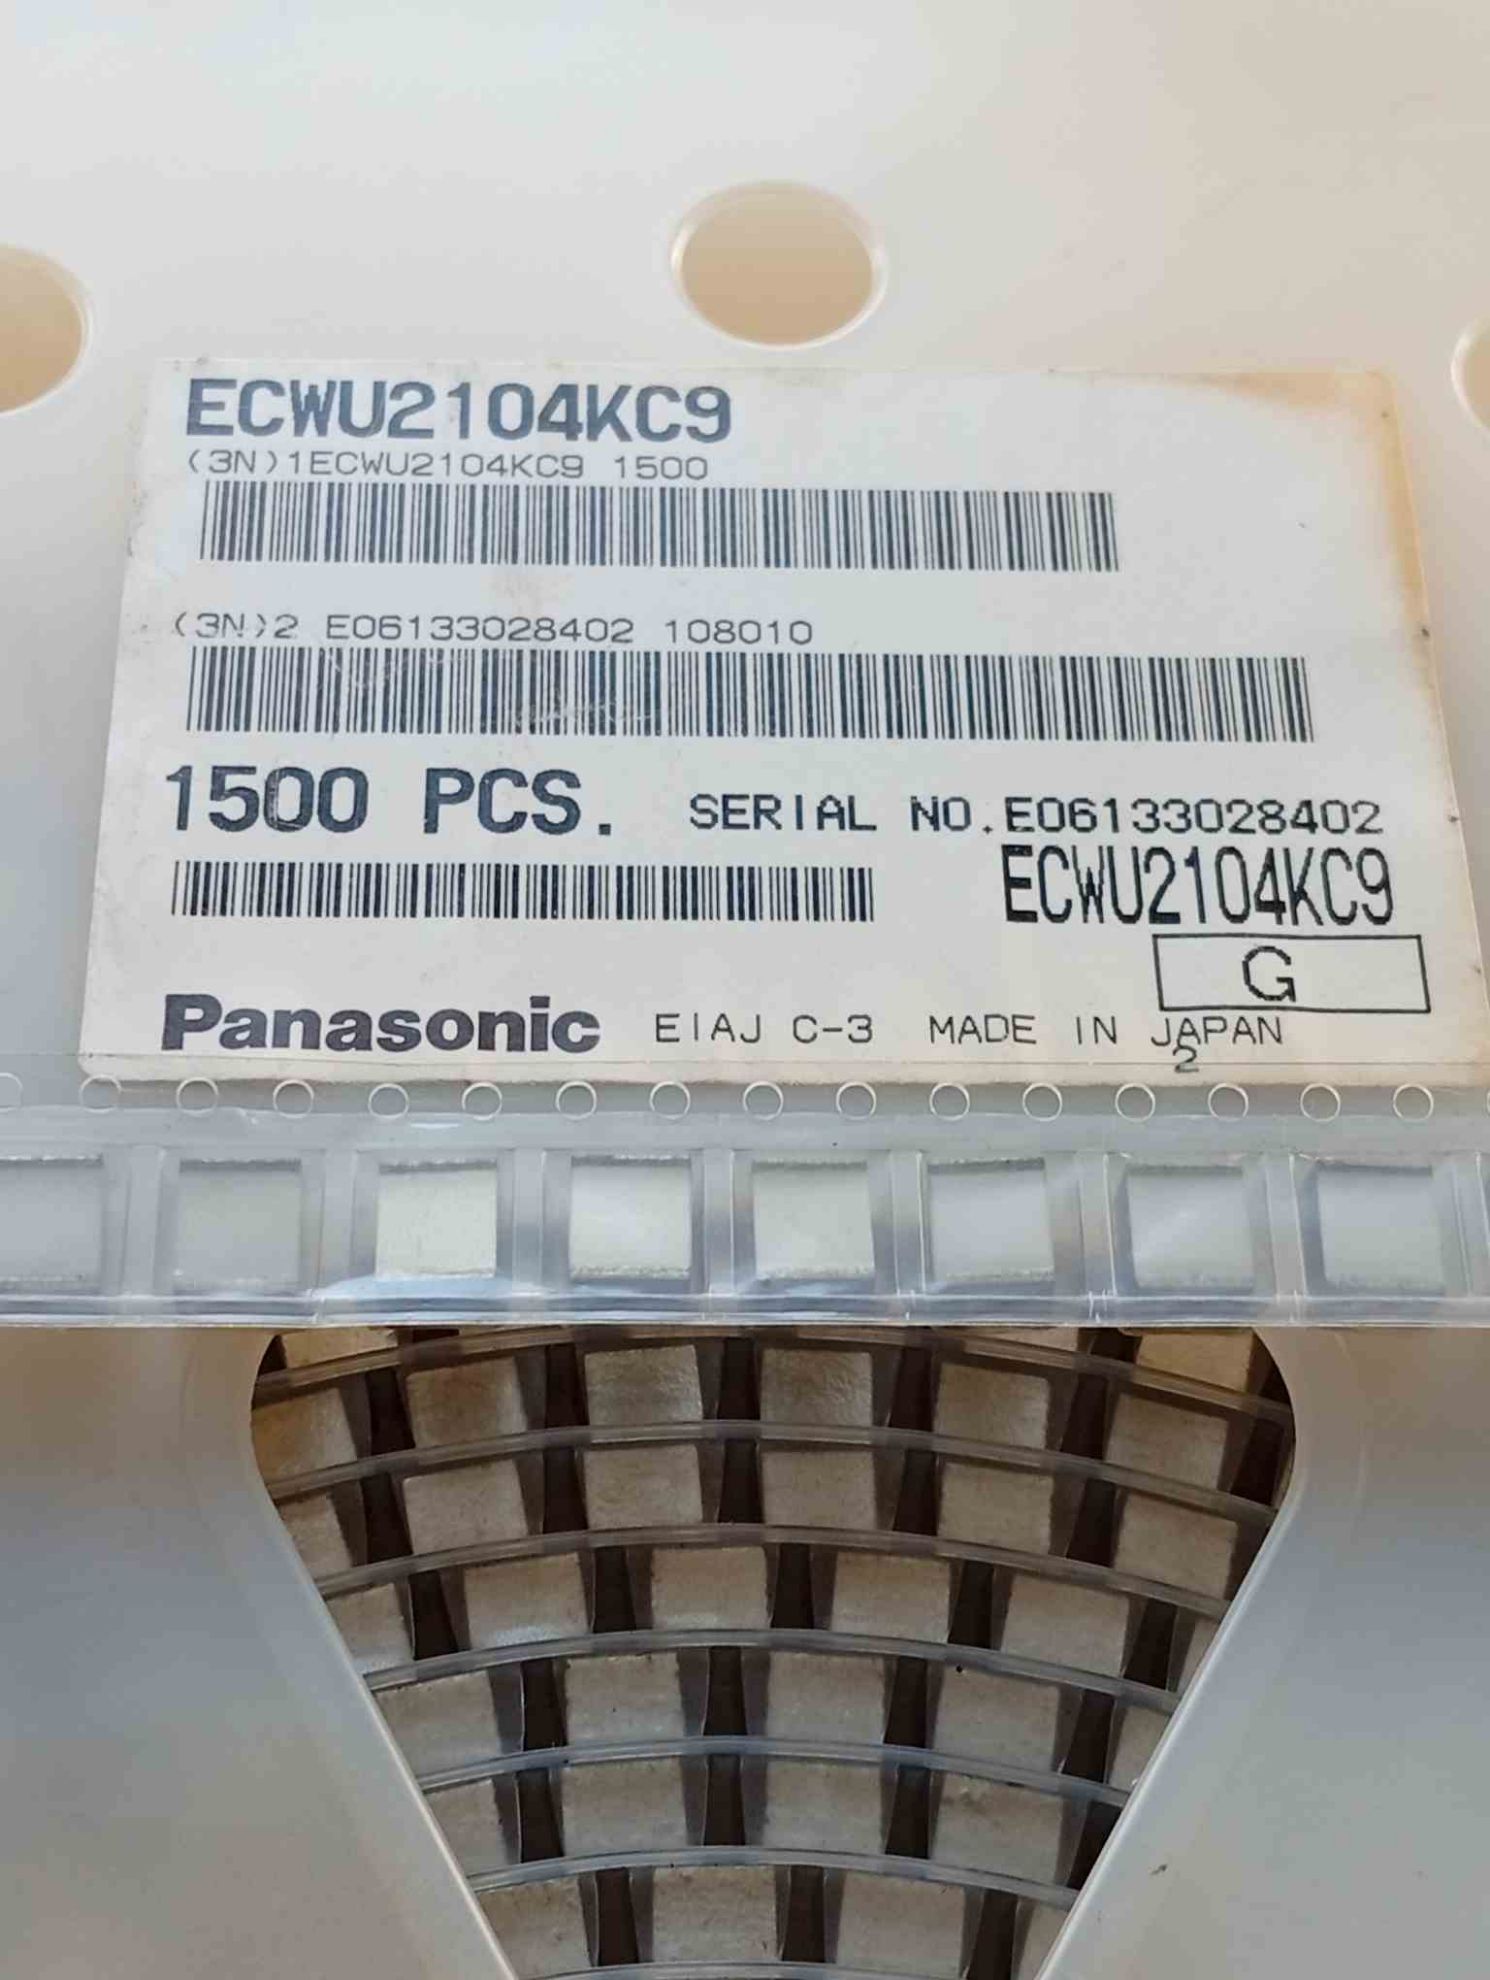 ECWU2104KC9
(3N)1ECWU2104KC9 1500
(3N)2 E06133028402 108010
1500 PCS. SERIAL NO.E06133028402
ECWU2104KC9
G
Panasonic EIAJ C-3 MADE IN JAPAN
2